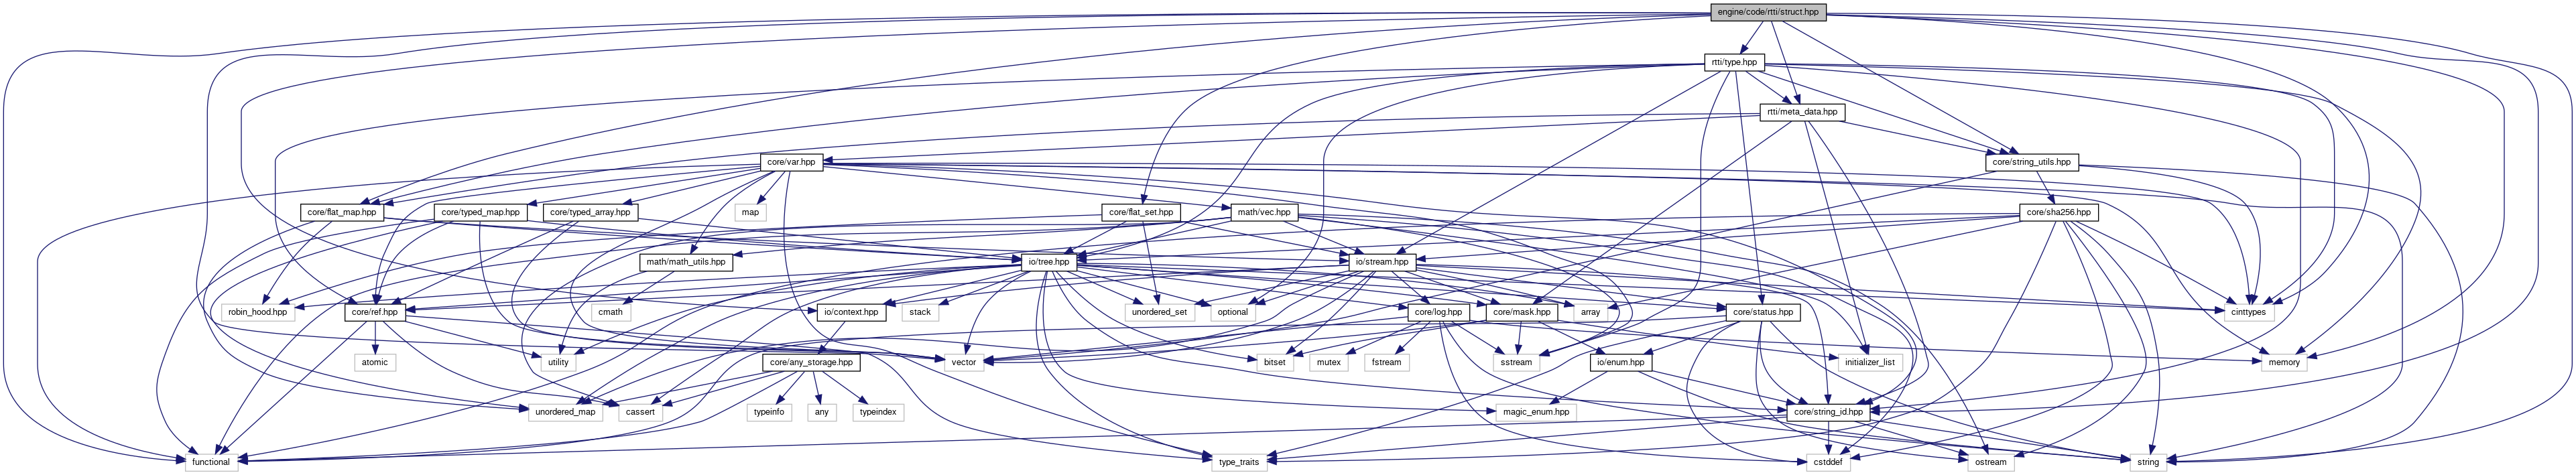 engine/code/rtti/struct.hpp
rtti/type.hpp
rtti/meta_data.hpp
core/var.hpp
core/string_utils.hpp
core/flat_map.hpp
core/typed_map.hpp
core/typed_array.hpp
map
core/flat_set.hpp
math/vec.hpp
core/sha256.hpp
math/math_utils.hpp
io/tree.hpp
io/stream.hpp
robin_hood.hpp
core/ref.hpp
cmath
io/context.hpp
stack
unordered_set
optional
core/log.hpp
core/mask.hpp
array
core/status.hpp
cinttypes
atomic
utility
core/any_storage.hpp
vector
bitset
mutex
fstream
sstream
io/enum.hpp
initializer_list
memory
unordered_map
cassert
typeinfo
any
typeindex
magic_enum.hpp
core/string_id.hpp
functional
type_traits
cstddef
ostream
string